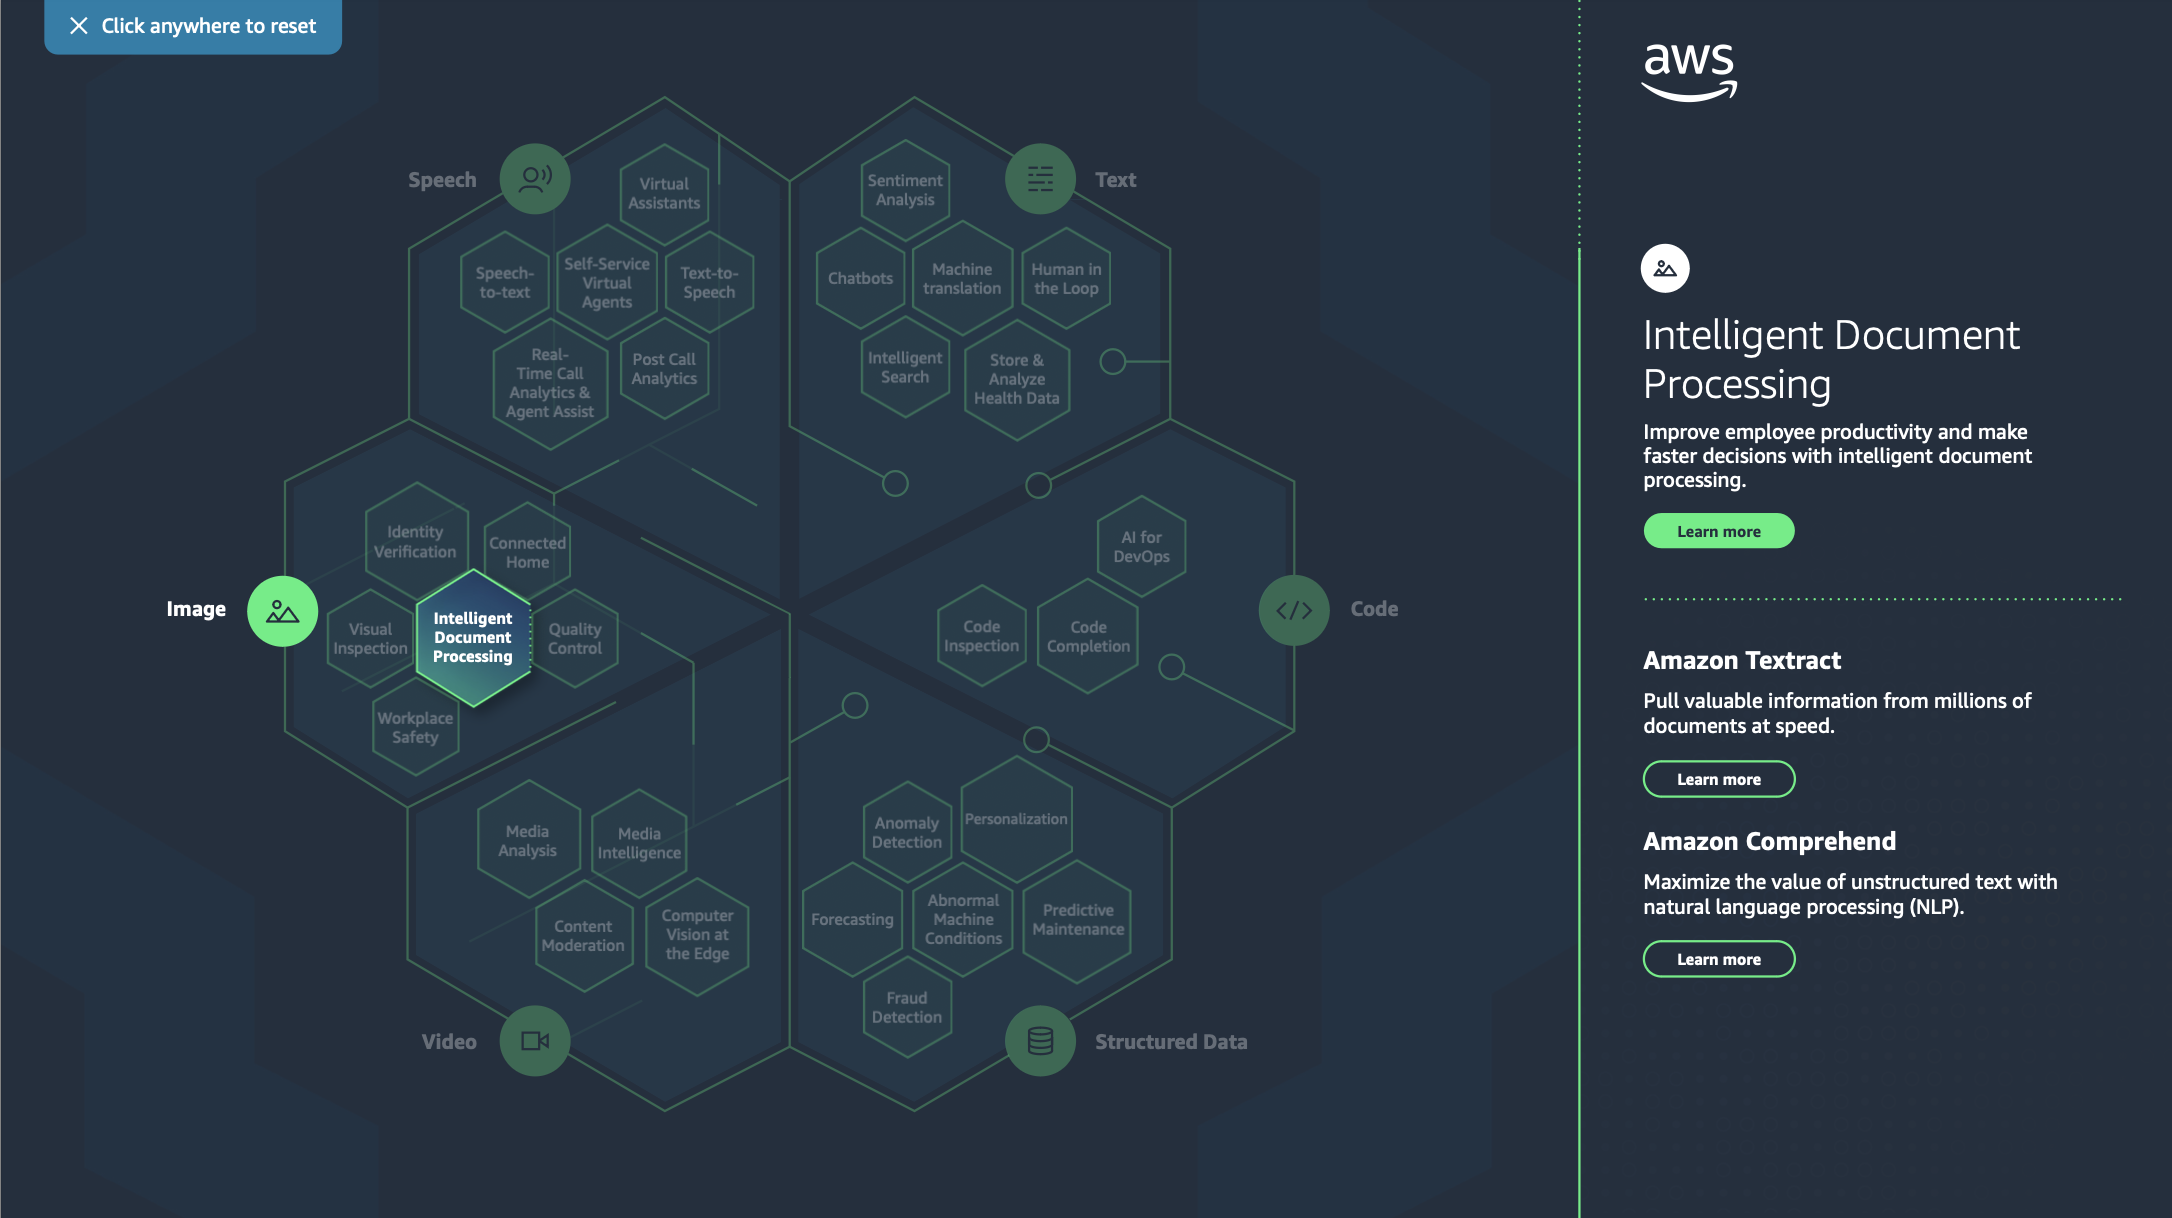 Click anywhere to reset
Speech
Virtual
Assistants
Speech-
to-text
Self-Service
Virtual
Agents
Text-to-
Speech
Real-
Time Call
Analytics &
Agent Assist
Post Call
Analytics
Text
Sentiment
Analysis
Chatbots
Machine
translation
Human in
the Loop
Intelligent
Search
Store &
Analyze
Health Data
Image
Identity
Verification
Connected
Home
Visual
Inspection
Intelligent
Document
Processing
Quality
Control
Workplace
Safety
Code
AI for
DevOps
Code
Inspection
Code
Completion
Video
Media
Analysis
Media
Intelligence
Content
Moderation
Computer
Vision at
the Edge
Structured Data
Anomaly
Detection
Personalization
Forecasting
Abnormal
Machine
Conditions
Predictive
Maintenance
Fraud
Detection
aws
Intelligent Document
Processing
Improve employee productivity and make
faster decisions with intelligent document
processing.
Learn more
Amazon Textract
Pull valuable information from millions of
documents at speed.
Learn more
Amazon Comprehend
Maximize the value of unstructured text with
natural language processing (NLP).
Learn more